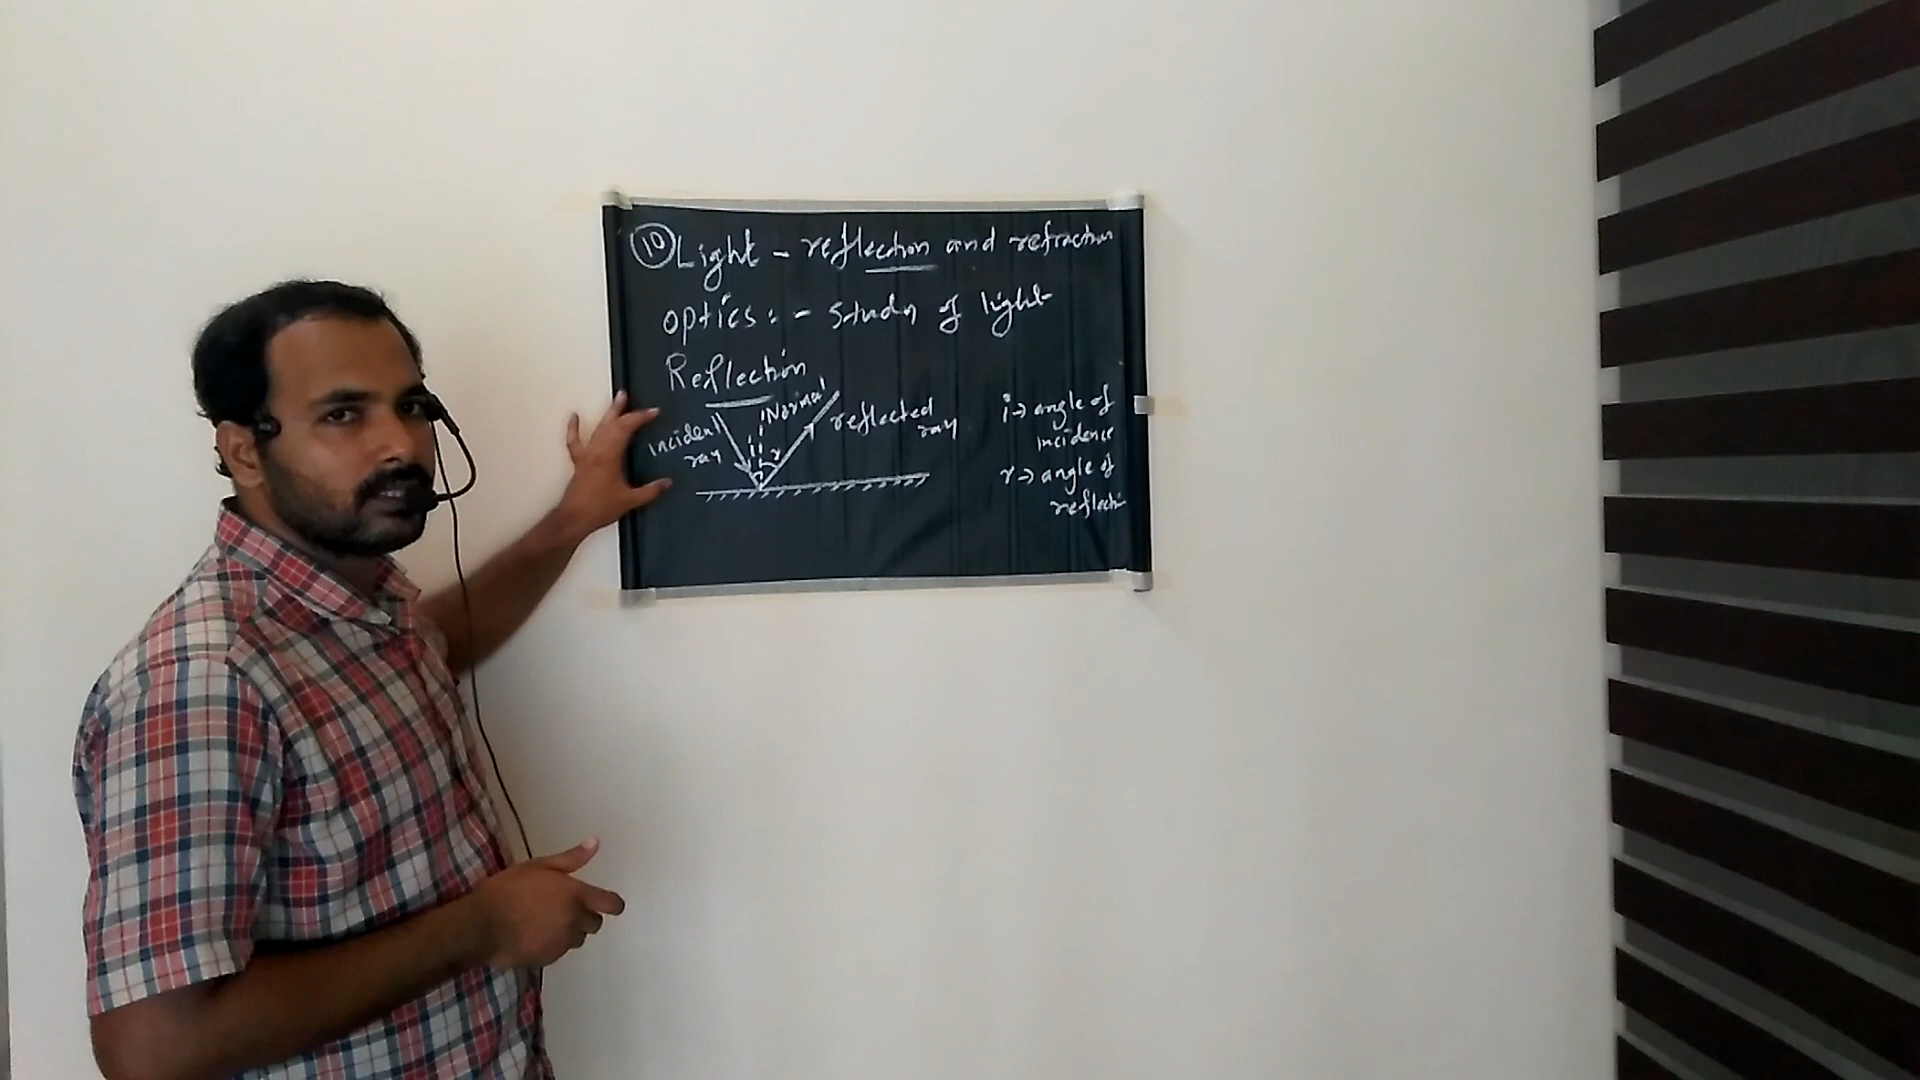 10 Light - reflection and refraction
optics : - Study of light
Reflection
Normal
incident
ray
i
r
reflected
ray
i → angle of
incidence
r → angle of
reflecti